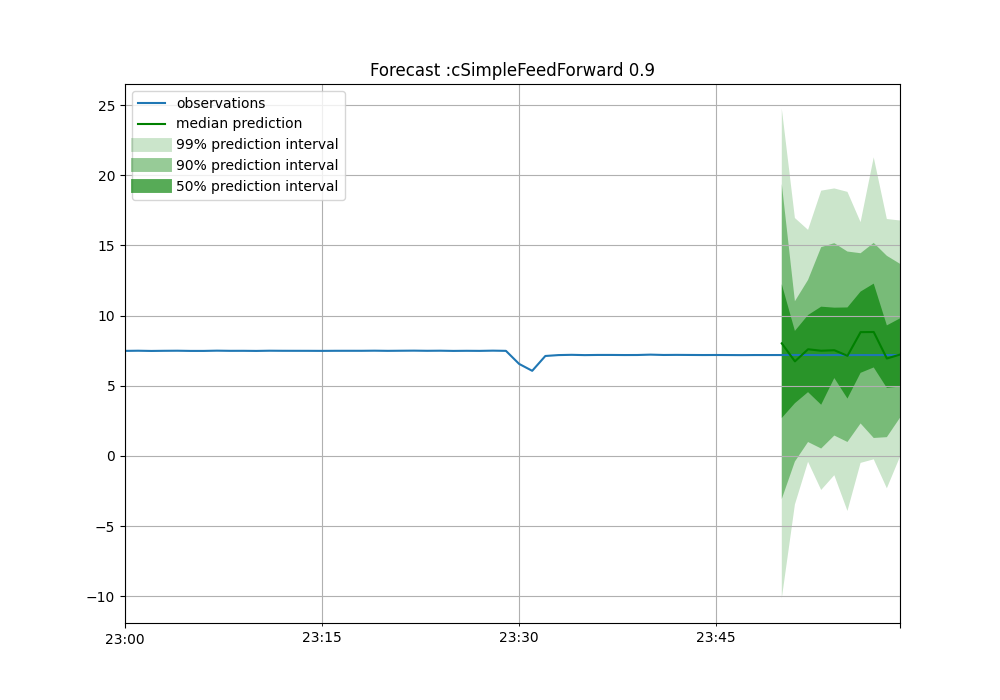 Forecast :cSimpleFeedForward 0.9
observations
median prediction
99% prediction interval
90% prediction interval
50% prediction interval
25
20
15
10
5
0
−5
−10
23:00
23:15
23:30
23:45